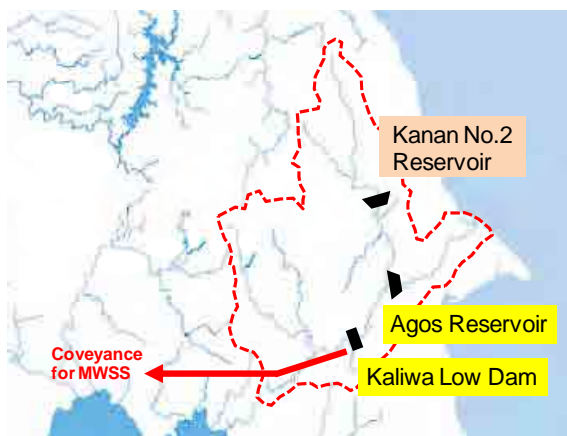 Kanan No.2
Reservoir
Agos Reservoir
Coveyance
for MWSS
Kaliwa Low Dam